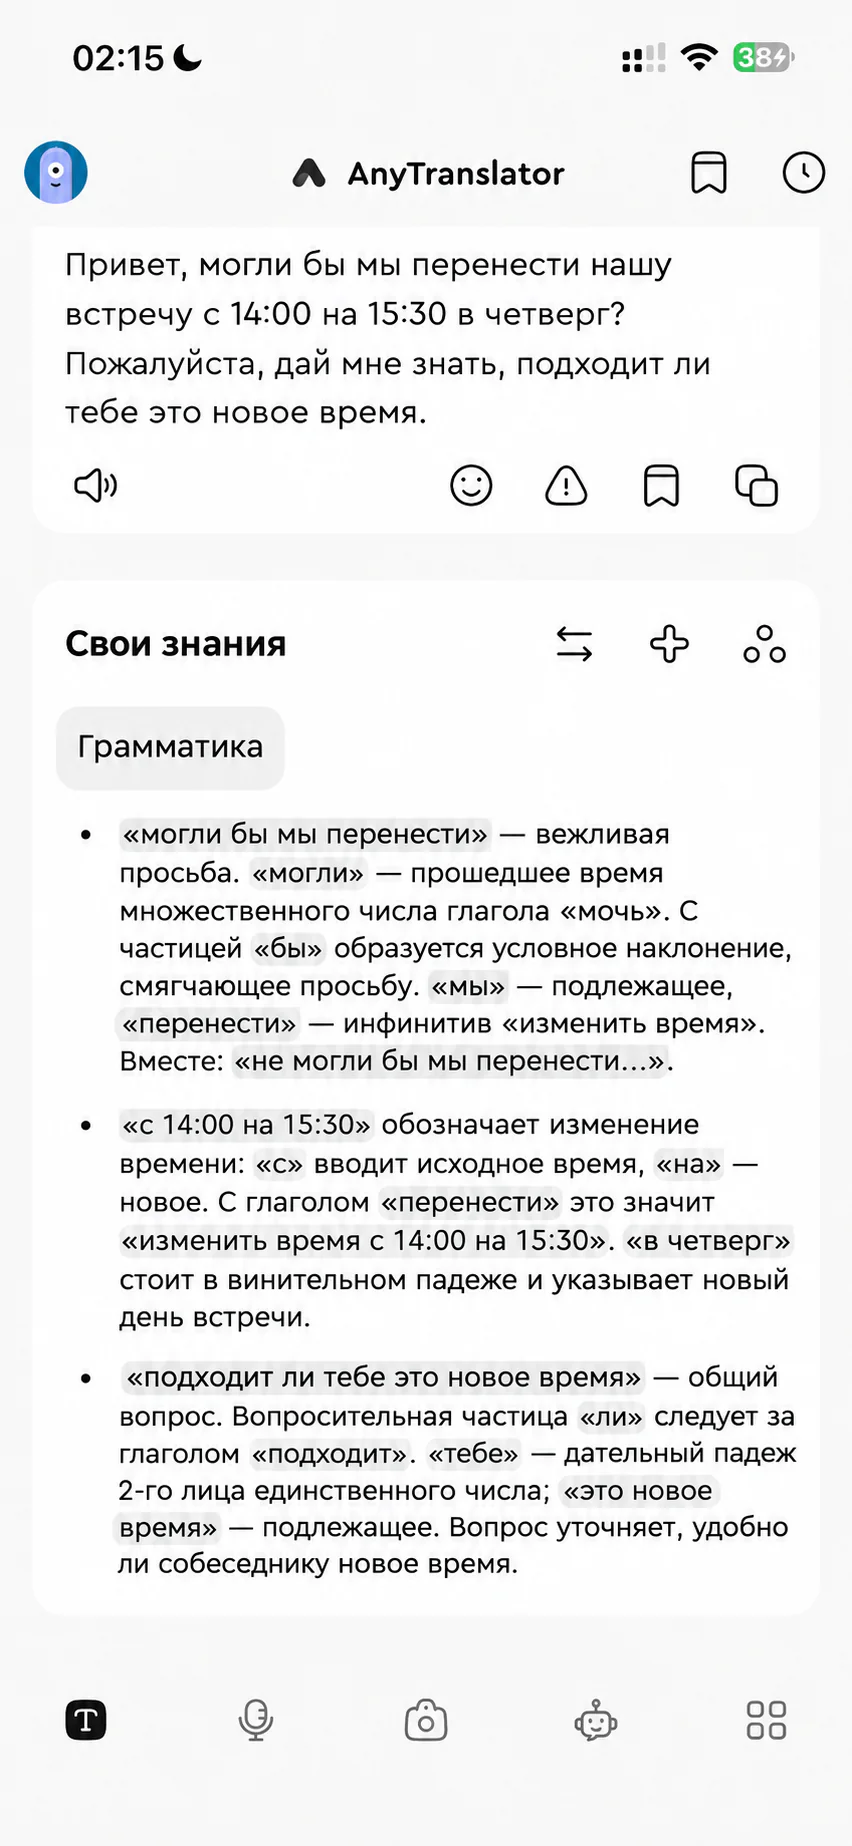 02:15
38
AnyTranslator
Привет, могли бы мы перенести нашу
встречу с 14:00 на 15:30 в четверг?
Пожалуйста, дай мне знать, подходит ли
тебе это новое время.
Свои знания
Грамматика
• «могли бы мы перенести» — вежливая
просьба. «могли» — прошедшее время
множественного числа глагола «мочь». С
частицей «бы» образуется условное наклонение,
смягчающее просьбу. «мы» — подлежащее,
«перенести» — инфинитив «изменить время».
Вместе: «не могли бы мы перенести...».
• «с 14:00 на 15:30» обозначает изменение
времени: «с» вводит исходное время, «на» —
новое. С глаголом «перенести» это значит
«изменить время с 14:00 на 15:30». «в четверг»
стоит в винительном падеже и указывает новый
день встречи.
• «подходит ли тебе это новое время» — общий
вопрос. Вопросительная частица «ли» следует за
глаголом «подходит». «тебе» — дательный падеж
2-го лица единственного числа; «это новое
время» — подлежащее. Вопрос уточняет, удобно
ли собеседнику новое время.
T